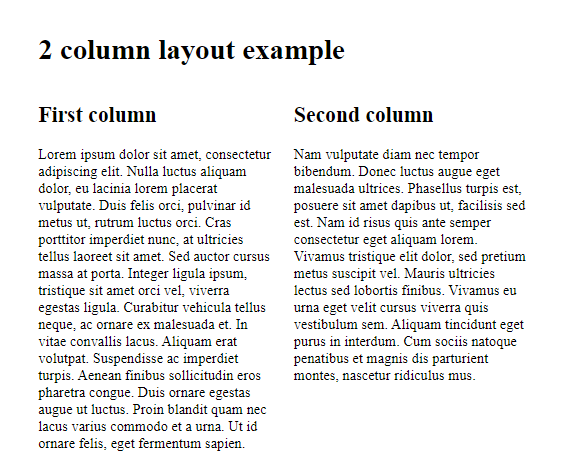 2 column layout example
First column
Lorem ipsum dolor sit amet, consectetur
adipiscing elit. Nulla luctus aliquam
dolor, eu lacinia lorem placerat
vulputate. Duis felis orci, pulvinar id
metus ut, rutrum luctus orci. Cras
porttitor imperdiet nunc, at ultricies
tellus laoreet sit amet. Sed auctor cursus
massa at porta. Integer ligula ipsum,
tristique sit amet orci vel, viverra
egestas ligula. Curabitur vehicula tellus
neque, ac ornare ex malesuada et. In
vitae convallis lacus. Aliquam erat
volutpat. Suspendisse ac imperdiet
turpis. Aenean finibus sollicitudin eros
pharetra congue. Duis ornare egestas
augue ut luctus. Proin blandit quam nec
lacus varius commodo et a urna. Ut id
ornare felis, eget fermentum sapien.
Second column
Nam vulputate diam nec tempor
bibendum. Donec luctus augue eget
malesuada ultrices. Phasellus turpis est,
posuere sit amet dapibus ut, facilisis sed
est. Nam id risus quis ante semper
consectetur eget aliquam lorem.
Vivamus tristique elit dolor, sed pretium
metus suscipit vel. Mauris ultricies
lectus sed lobortis finibus. Vivamus eu
urna eget velit cursus viverra quis
vestibulum sem. Aliquam tincidunt eget
purus in interdum. Cum sociis natoque
penatibus et magnis dis parturient
montes, nascetur ridiculus mus.